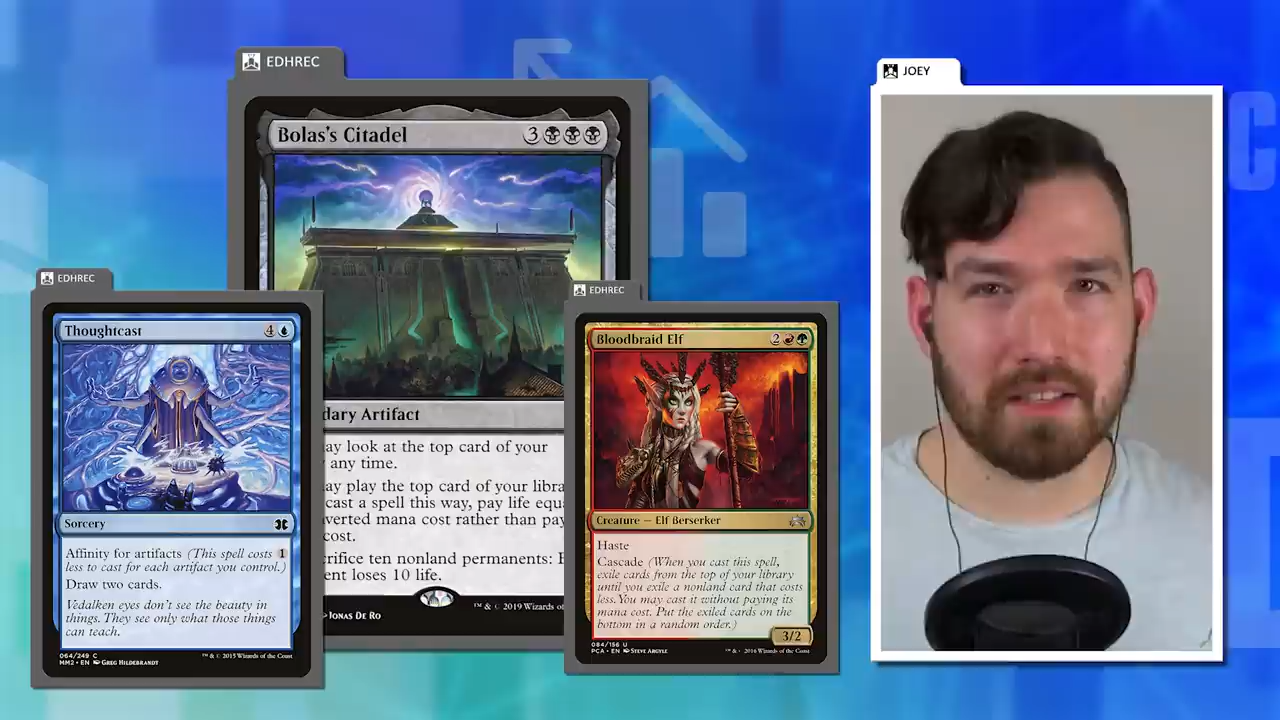 EDHREC
Bolas's Citadel 3
dary Artifact
ay look at the top card of your
any time.
ay play the top card of your libra
cast a spell this way, pay life equa
verted mana cost rather than pay
cost.
crifice ten nonland permanents: E
ent loses 10 life.
JONAS DE RO
™ & © 2019 Wizards of
EDHREC
Thoughtcast 4
Sorcery
Affinity for artifacts (This spell costs 1
less to cast for each artifact you control.)
Draw two cards.
Vedalken eyes don't see the beauty in
things. They see only what those things
can teach.
064/249 C
MM2 • EN GREG HILDEBRANDT
™ & © 2015 Wizards of the Coast
EDHREC
Bloodbraid Elf 2
Creature — Elf Berserker
Haste
Cascade (When you cast this spell,
exile cards from the top of your library
until you exile a nonland card that costs
less. You may cast it without paying its
mana cost. Put the exiled cards on the
bottom in a random order.)
3/2
084/156 U
PCA • EN STEVE ARGYLE
™ & © 2016 Wizards of the Coast
JOEY
C